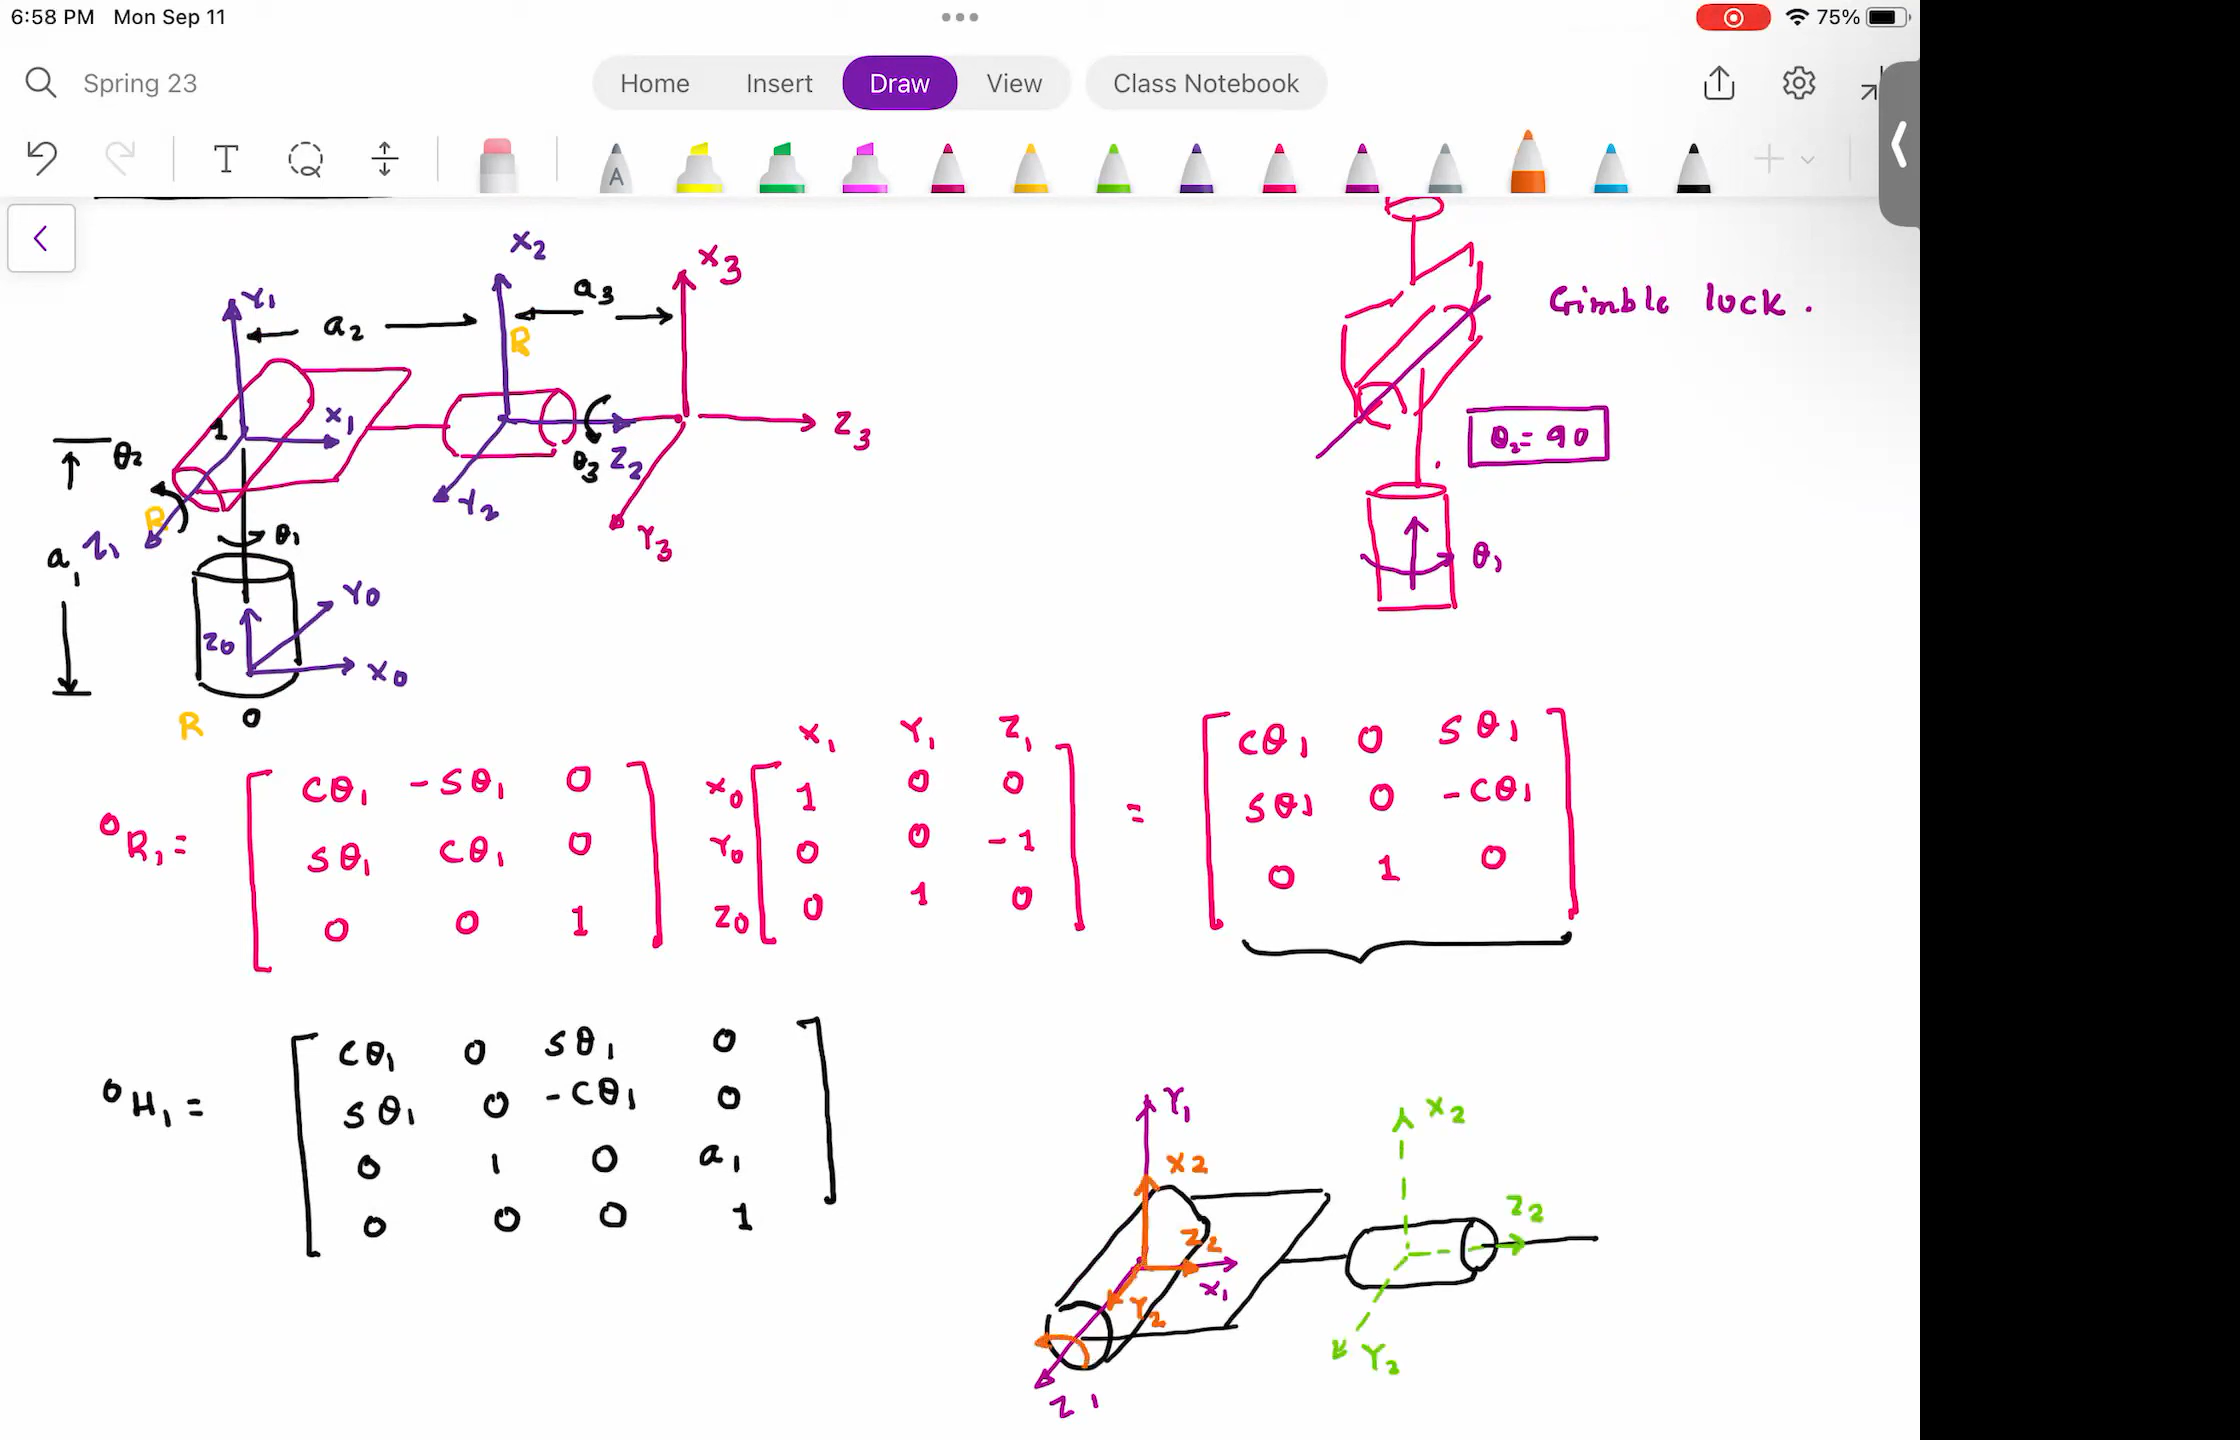 6:58 PM Mon Sep 11
75%
Spring 23
Home Insert Draw View Class Notebook
T A
X2
X3
a3
Y1
a2
R
Gimble luck.
X1
1
Z3
θ2
θ2 = 90
θ3 Z2
Y2
R
Z1
θ1
Y3
a1
θ1
Y0
Z0
X0
R 0
X1 Y1 Z1
0R1 = [ cθ1 -sθ1 0 X0 [ 1 0 0 = [ cθ1 0 sθ1
sθ1 cθ1 0 Y0 0 0 -1 sθ1 0 -cθ1
0 0 1 ] Z0 0 1 0 ] 0 1 0 ]
0H1 = [ cθ1 0 sθ1 0
sθ1 0 -cθ1 0
0 1 0 a1
0 0 0 1 ]
Y1
X2
X2
Z2
Z2
X1
Y2
Y2
Z1